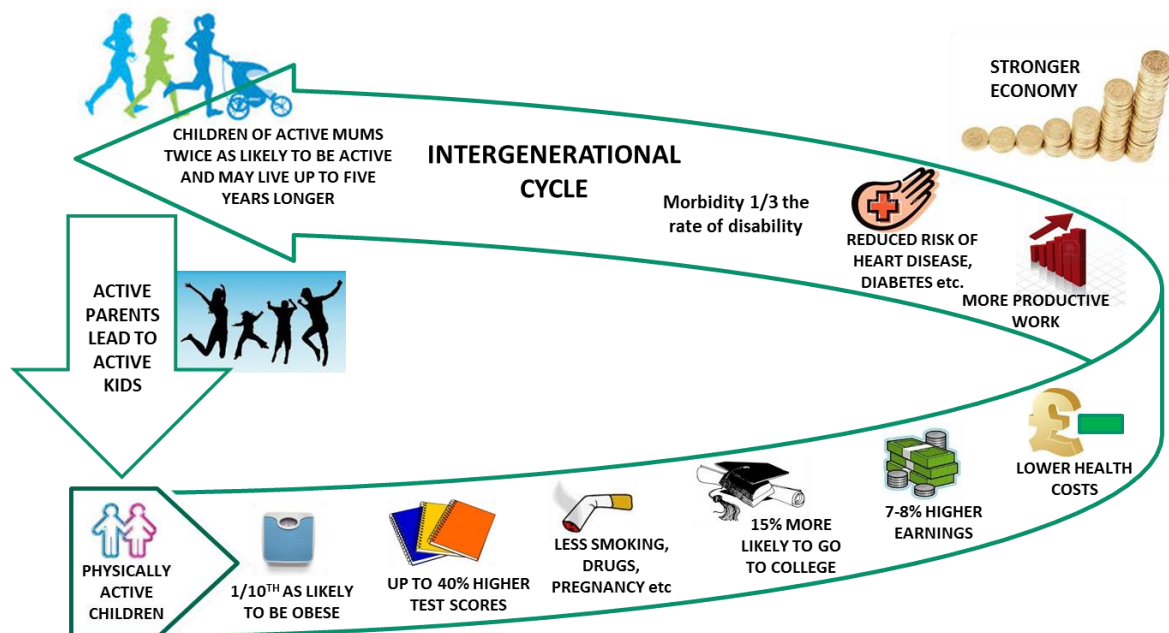 STRONGER
ECONOMY
CHILDREN OF ACTIVE MUMS
TWICE AS LIKELY TO BE ACTIVE
AND MAY LIVE UP TO FIVE
YEARS LONGER
INTERGENERATIONAL
CYCLE
Morbidity 1/3 the
rate of disability
REDUCED RISK OF
HEART DISEASE,
DIABETES etc.
MORE PRODUCTIVE
WORK
ACTIVE
PARENTS
LEAD TO
ACTIVE
KIDS
PHYSICALLY
ACTIVE
CHILDREN
1/10TH AS LIKELY
TO BE OBESE
UP TO 40% HIGHER
TEST SCORES
LESS SMOKING,
DRUGS,
PREGNANCY etc
15% MORE
LIKELY TO GO
TO COLLEGE
7-8% HIGHER
EARNINGS
£
LOWER HEALTH
COSTS